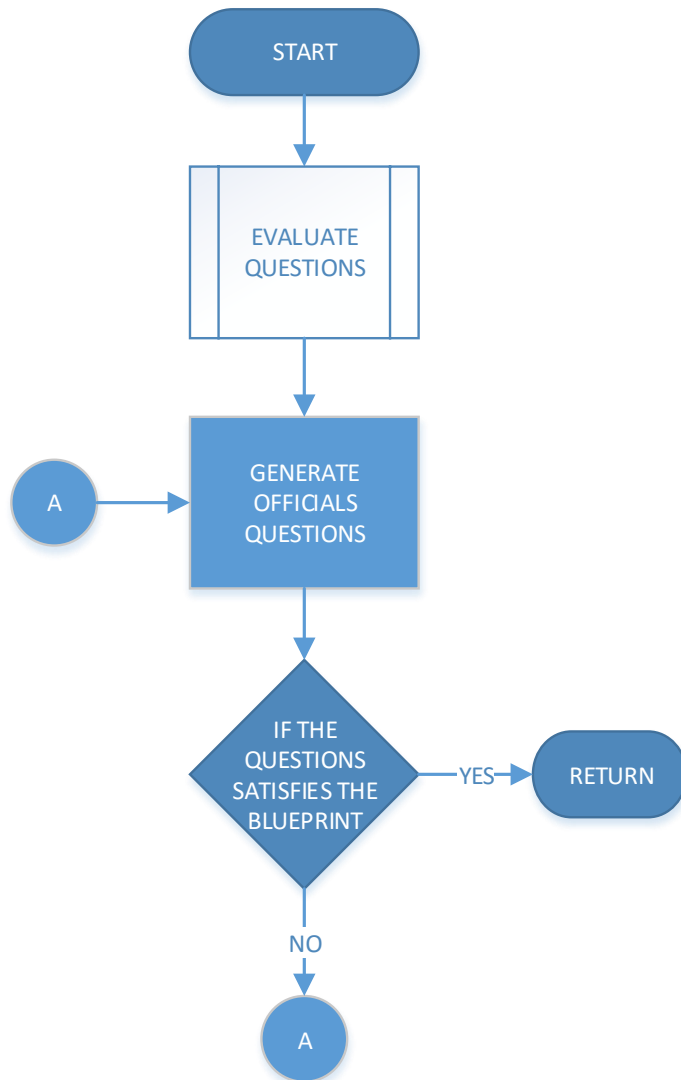 START
EVALUATE
QUESTIONS
GENERATE
OFFICIALS
QUESTIONS
A
IF THE
QUESTIONS
SATISFIES THE
BLUEPRINT
YES
RETURN
NO
A